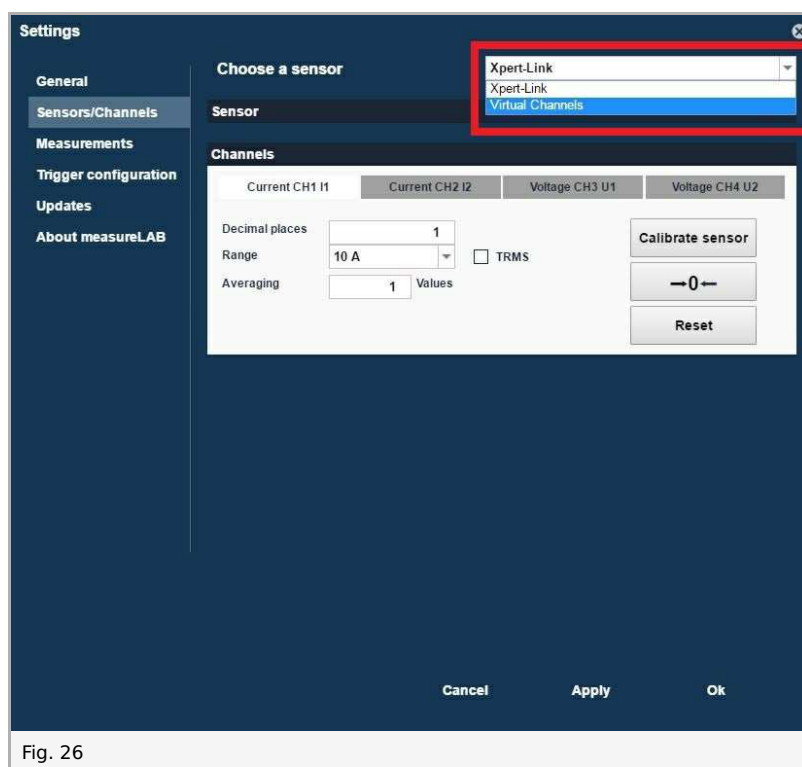 Settings
General
Sensors/Channels
Measurements
Trigger configuration
Updates
About measureLAB
Choose a sensor
Xpert-Link
Xpert-Link
Virtual Channels
Sensor
Channels
Current CH1 I1 Current CH2 I2 Voltage CH3 U1 Voltage CH4 U2
Decimal places 1
Range 10 A TRMS
Averaging 1 Values
Calibrate sensor
→0←
Reset
Cancel Apply Ok
Fig. 26